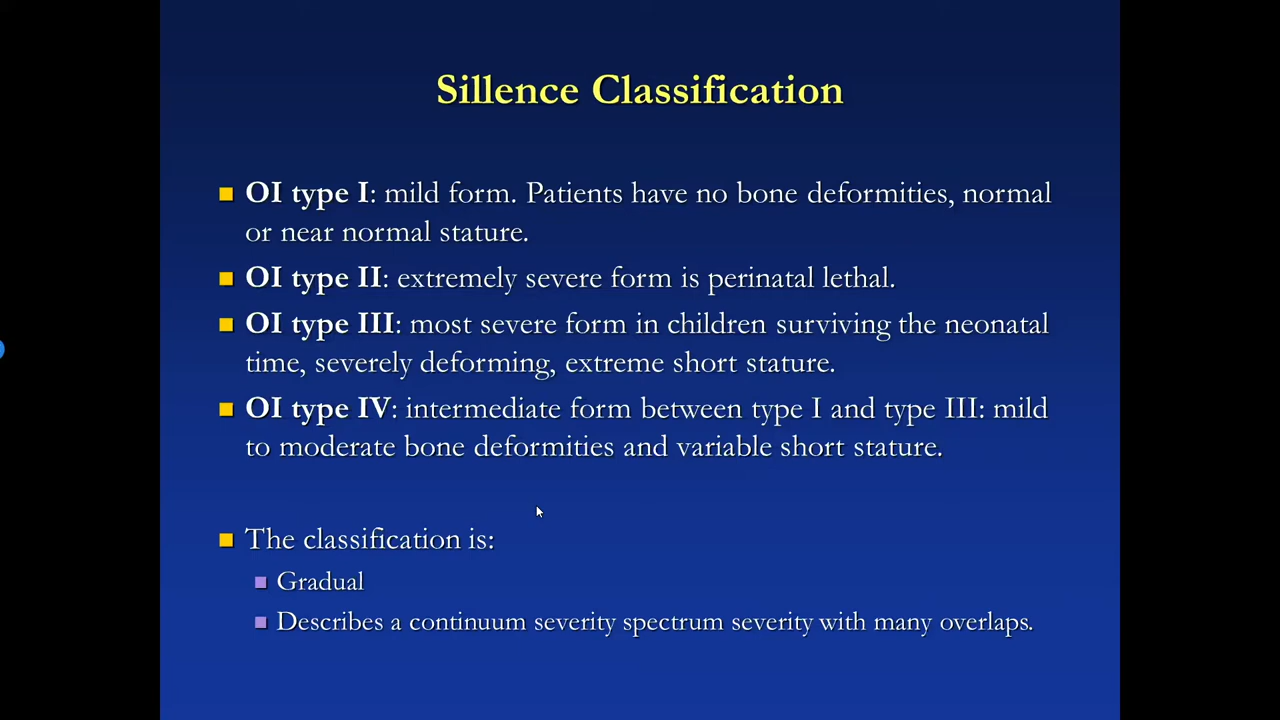 Sillence Classification
OI type I: mild form. Patients have no bone deformities, normal
or near normal stature.
OI type II: extremely severe form is perinatal lethal.
OI type III: most severe form in children surviving the neonatal
time, severely deforming, extreme short stature.
OI type IV: intermediate form between type I and type III: mild
to moderate bone deformities and variable short stature.
The classification is:
Gradual
Describes a continuum severity spectrum severity with many overlaps.